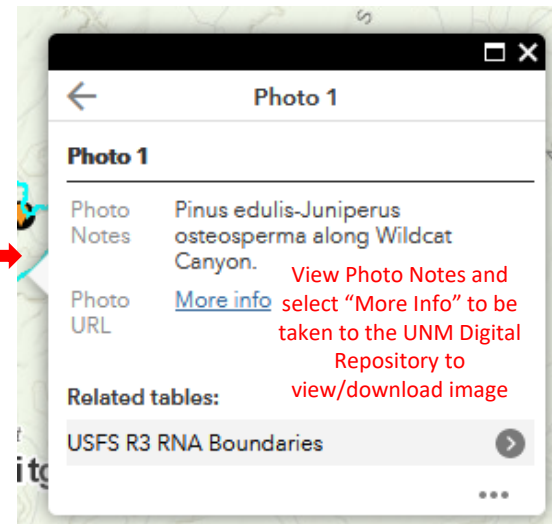 Photo 1
Photo 1
Photo Notes
Pinus edulis-Juniperus
osteosperma along Wildcat
Canyon.
Photo URL
More info
View Photo Notes and
select “More Info” to be
taken to the UNM Digital
Repository to
view/download image
Related tables:
USFS R3 RNA Boundaries